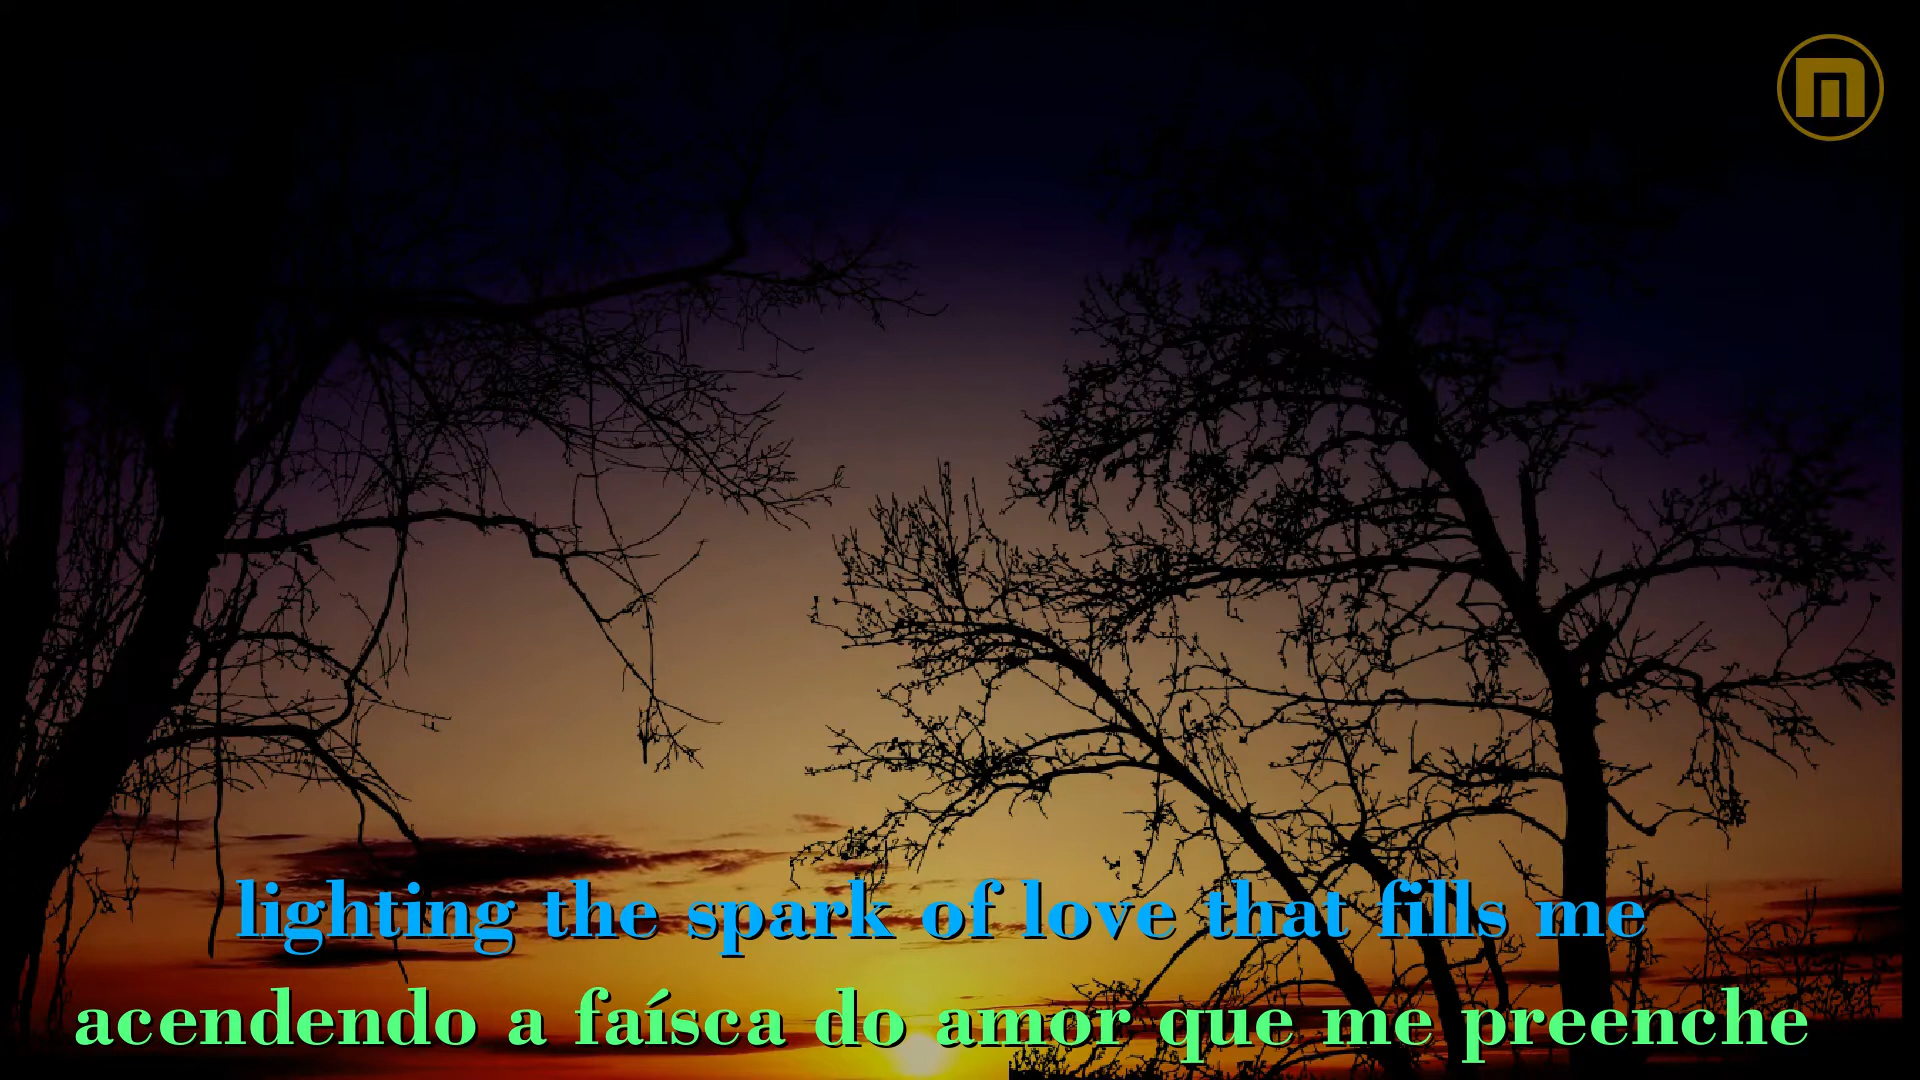 lighting the spark of love that fills me
acendendo a faísca do amor que me preenche